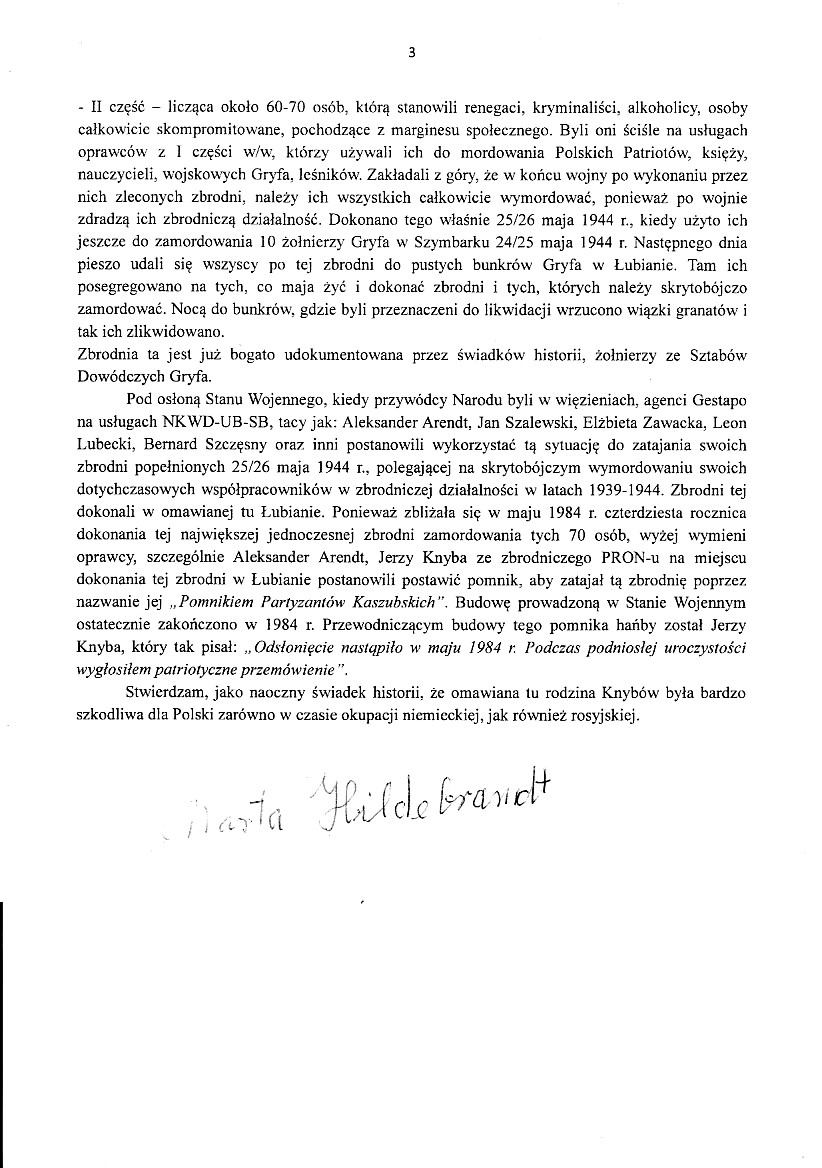 3
- II część – licząca około 60-70 osób, którą stanowili renegaci, kryminaliści, alkoholicy, osoby
całkowicie skompromitowane, pochodzące z marginesu społecznego. Byli oni ściśle na usługach
oprawców z I części w/w, którzy używali ich do mordowania Polskich Patriotów, księży,
nauczycieli, wojskowych Gryfa, leśników. Zakładali z góry, że w końcu wojny po wykonaniu przez
nich zleconych zbrodni, należy ich wszystkich całkowicie wymordować, ponieważ po wojnie
zdradzą ich zbrodniczą działalność. Dokonano tego właśnie 25/26 maja 1944 r., kiedy użyto ich
jeszcze do zamordowania 10 żołnierzy Gryfa w Szymbarku 24/25 maja 1944 r. Następnego dnia
pieszo udali się wszyscy po tej zbrodni do pustych bunkrów Gryfa w Łubianie. Tam ich
posegregowano na tych, co maja żyć i dokonać zbrodni i tych, których należy skrytobójczo
zamordować. Nocą do bunkrów, gdzie byli przeznaczeni do likwidacji wrzucono wiązki granatów i
tak ich zlikwidowano.
Zbrodnia ta jest już bogato udokumentowana przez świadków historii, żołnierzy ze Sztabów
Dowódczych Gryfa.
Pod osłoną Stanu Wojennego, kiedy przywódcy Narodu byli w więzieniach, agenci Gestapo
na usługach NKWD-UB-SB, tacy jak: Aleksander Arendt, Jan Szalewski, Elżbieta Zawacka, Leon
Lubecki, Bernard Szczęsny oraz inni postanowili wykorzystać tą sytuację do zatajania swoich
zbrodni popełnionych 25/26 maja 1944 r., polegającej na skrytobójczym wymordowaniu swoich
dotychczasowych współpracowników w zbrodniczej działalności w latach 1939-1944. Zbrodni tej
dokonali w omawianej tu Łubianie. Ponieważ zbliżała się w maju 1984 r. czterdziesta rocznica
dokonania tej największej jednoczesnej zbrodni zamordowania tych 70 osób, wyżej wymieni
oprawcy, szczególnie Aleksander Arendt, Jerzy Knyba ze zbrodniczego PRON-u na miejscu
dokonania tej zbrodni w Łubianie postanowili postawić pomnik, aby zatajał tą zbrodnię poprzez
nazwanie jej „Pomnikiem Partyzantów Kaszubskich". Budowę prowadzoną w Stanie Wojennym
ostatecznie zakończono w 1984 r. Przewodniczącym budowy tego pomnika hańby został Jerzy
Knyba, który tak pisał: „Odsłonięcie nastąpiło w maju 1984 r. Podczas podniosłej uroczystości
wygłosiłem patriotyczne przemówienie".
Stwierdzam, jako naoczny świadek historii, że omawiana tu rodzina Knybów była bardzo
szkodliwa dla Polski zarówno w czasie okupacji niemieckiej, jak również rosyjskiej.
Marta Hildebrandt